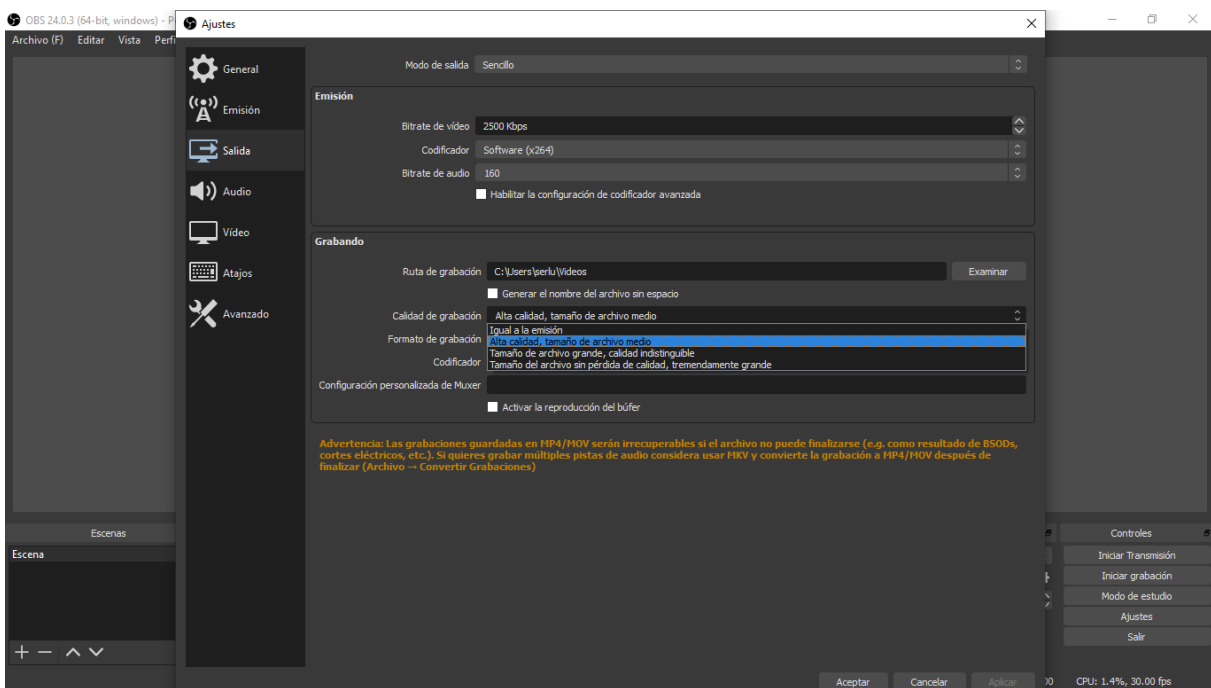 OBS 24.0.3 (64-bit, windows) - P
Ajustes
Archivo (F) Editar Vista Perfi
General
Emisión
Salida
Audio
Vídeo
Atajos
Avanzado
Modo de salida Sencillo
Emisión
Bitrate de vídeo 2500 Kbps
Codificador Software (x264)
Bitrate de audio 160
Habilitar la configuración de codificador avanzada
Grabando
Ruta de grabación C:\Users\serlu\Videos Examinar
Generar el nombre del archivo sin espacio
Calidad de grabación Alta calidad, tamaño de archivo medio
Igual a la emisión
Formato de grabación Alta calidad, tamaño de archivo medio
Tamaño de archivo grande, calidad indistinguible
Codificador Tamaño del archivo sin pérdida de calidad, tremendamente grande
Configuración personalizada de Muxer
Activar la reproducción del búfer
Advertencia: Las grabaciones guardadas en MP4/MOV serán irrecuperables si el archivo no puede finalizarse (e.g. como resultado de BSODs,
cortes eléctricos, etc.). Si quieres grabar múltiples pistas de audio considera usar MKV y convierte la grabación a MP4/MOV después de
finalizar (Archivo → Convertir Grabaciones)
Escenas
Escena
Controles
Iniciar Transmisión
Iniciar grabación
Modo de estudio
Ajustes
Salir
Aceptar Cancelar Aplicar
00 CPU: 1.4%, 30.00 fps